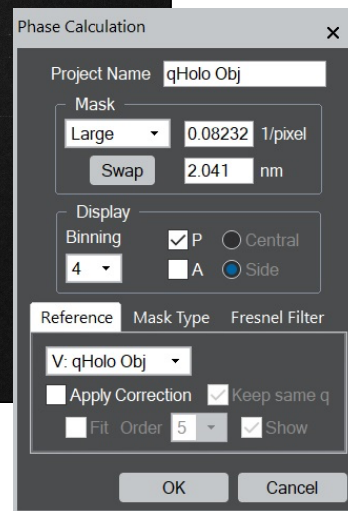 Phase Calculation
Project Name qHolo Obj
Mask
Large 0.08232 1/pixel
Swap 2.041 nm
Display
Binning P Central
4 A Side
Reference Mask Type Fresnel Filter
V: qHolo Obj
Apply Correction Keep same q
Fit Order 5 Show
OK Cancel